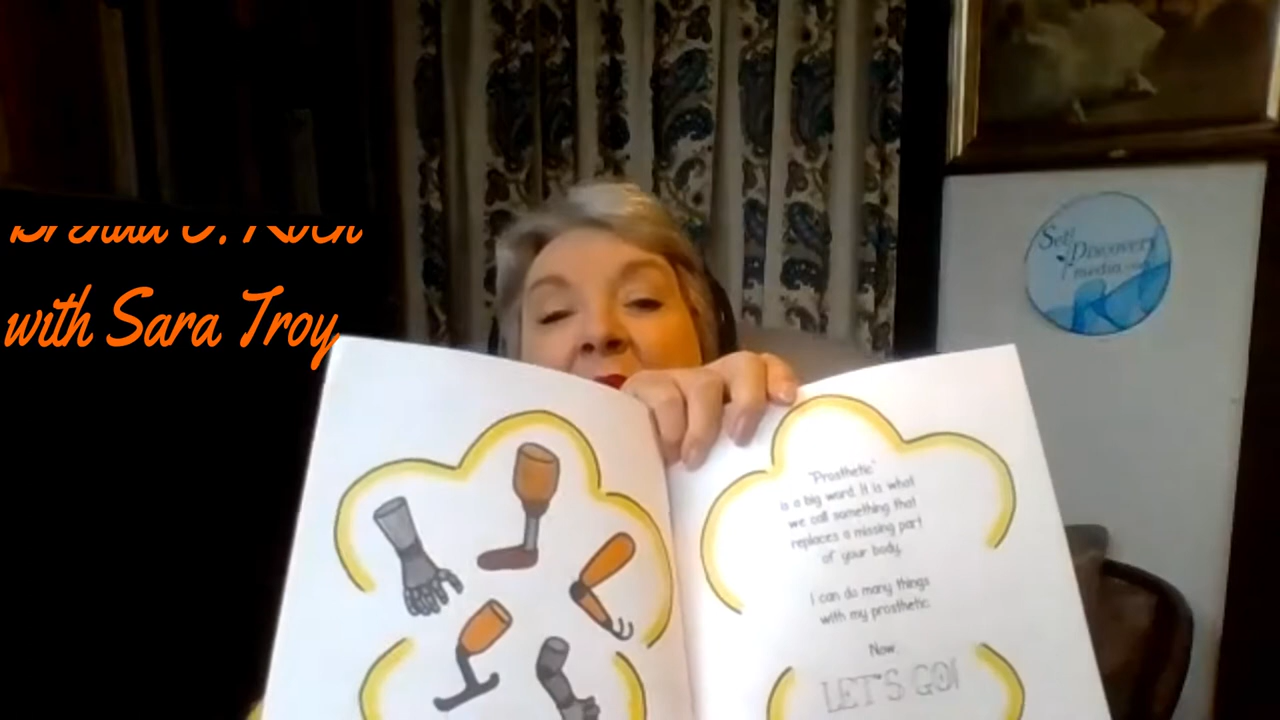 with Sara Troy
Self
Discovery
media
"Prosthetic"
is a big word. It is what
we call something that
replaces a missing part
of your body.
I can do many things
with my prosthetic.
Now,
LET'S GO!